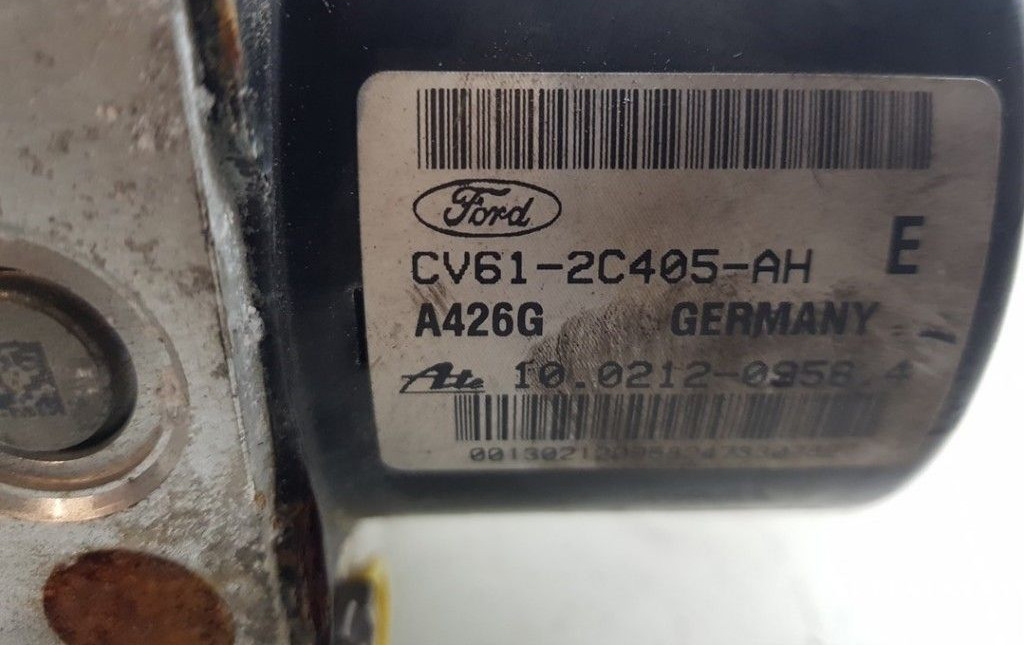 Ford
CV61-2C405-AH E
A426G GERMANY
Ate 10.0212-0958.4